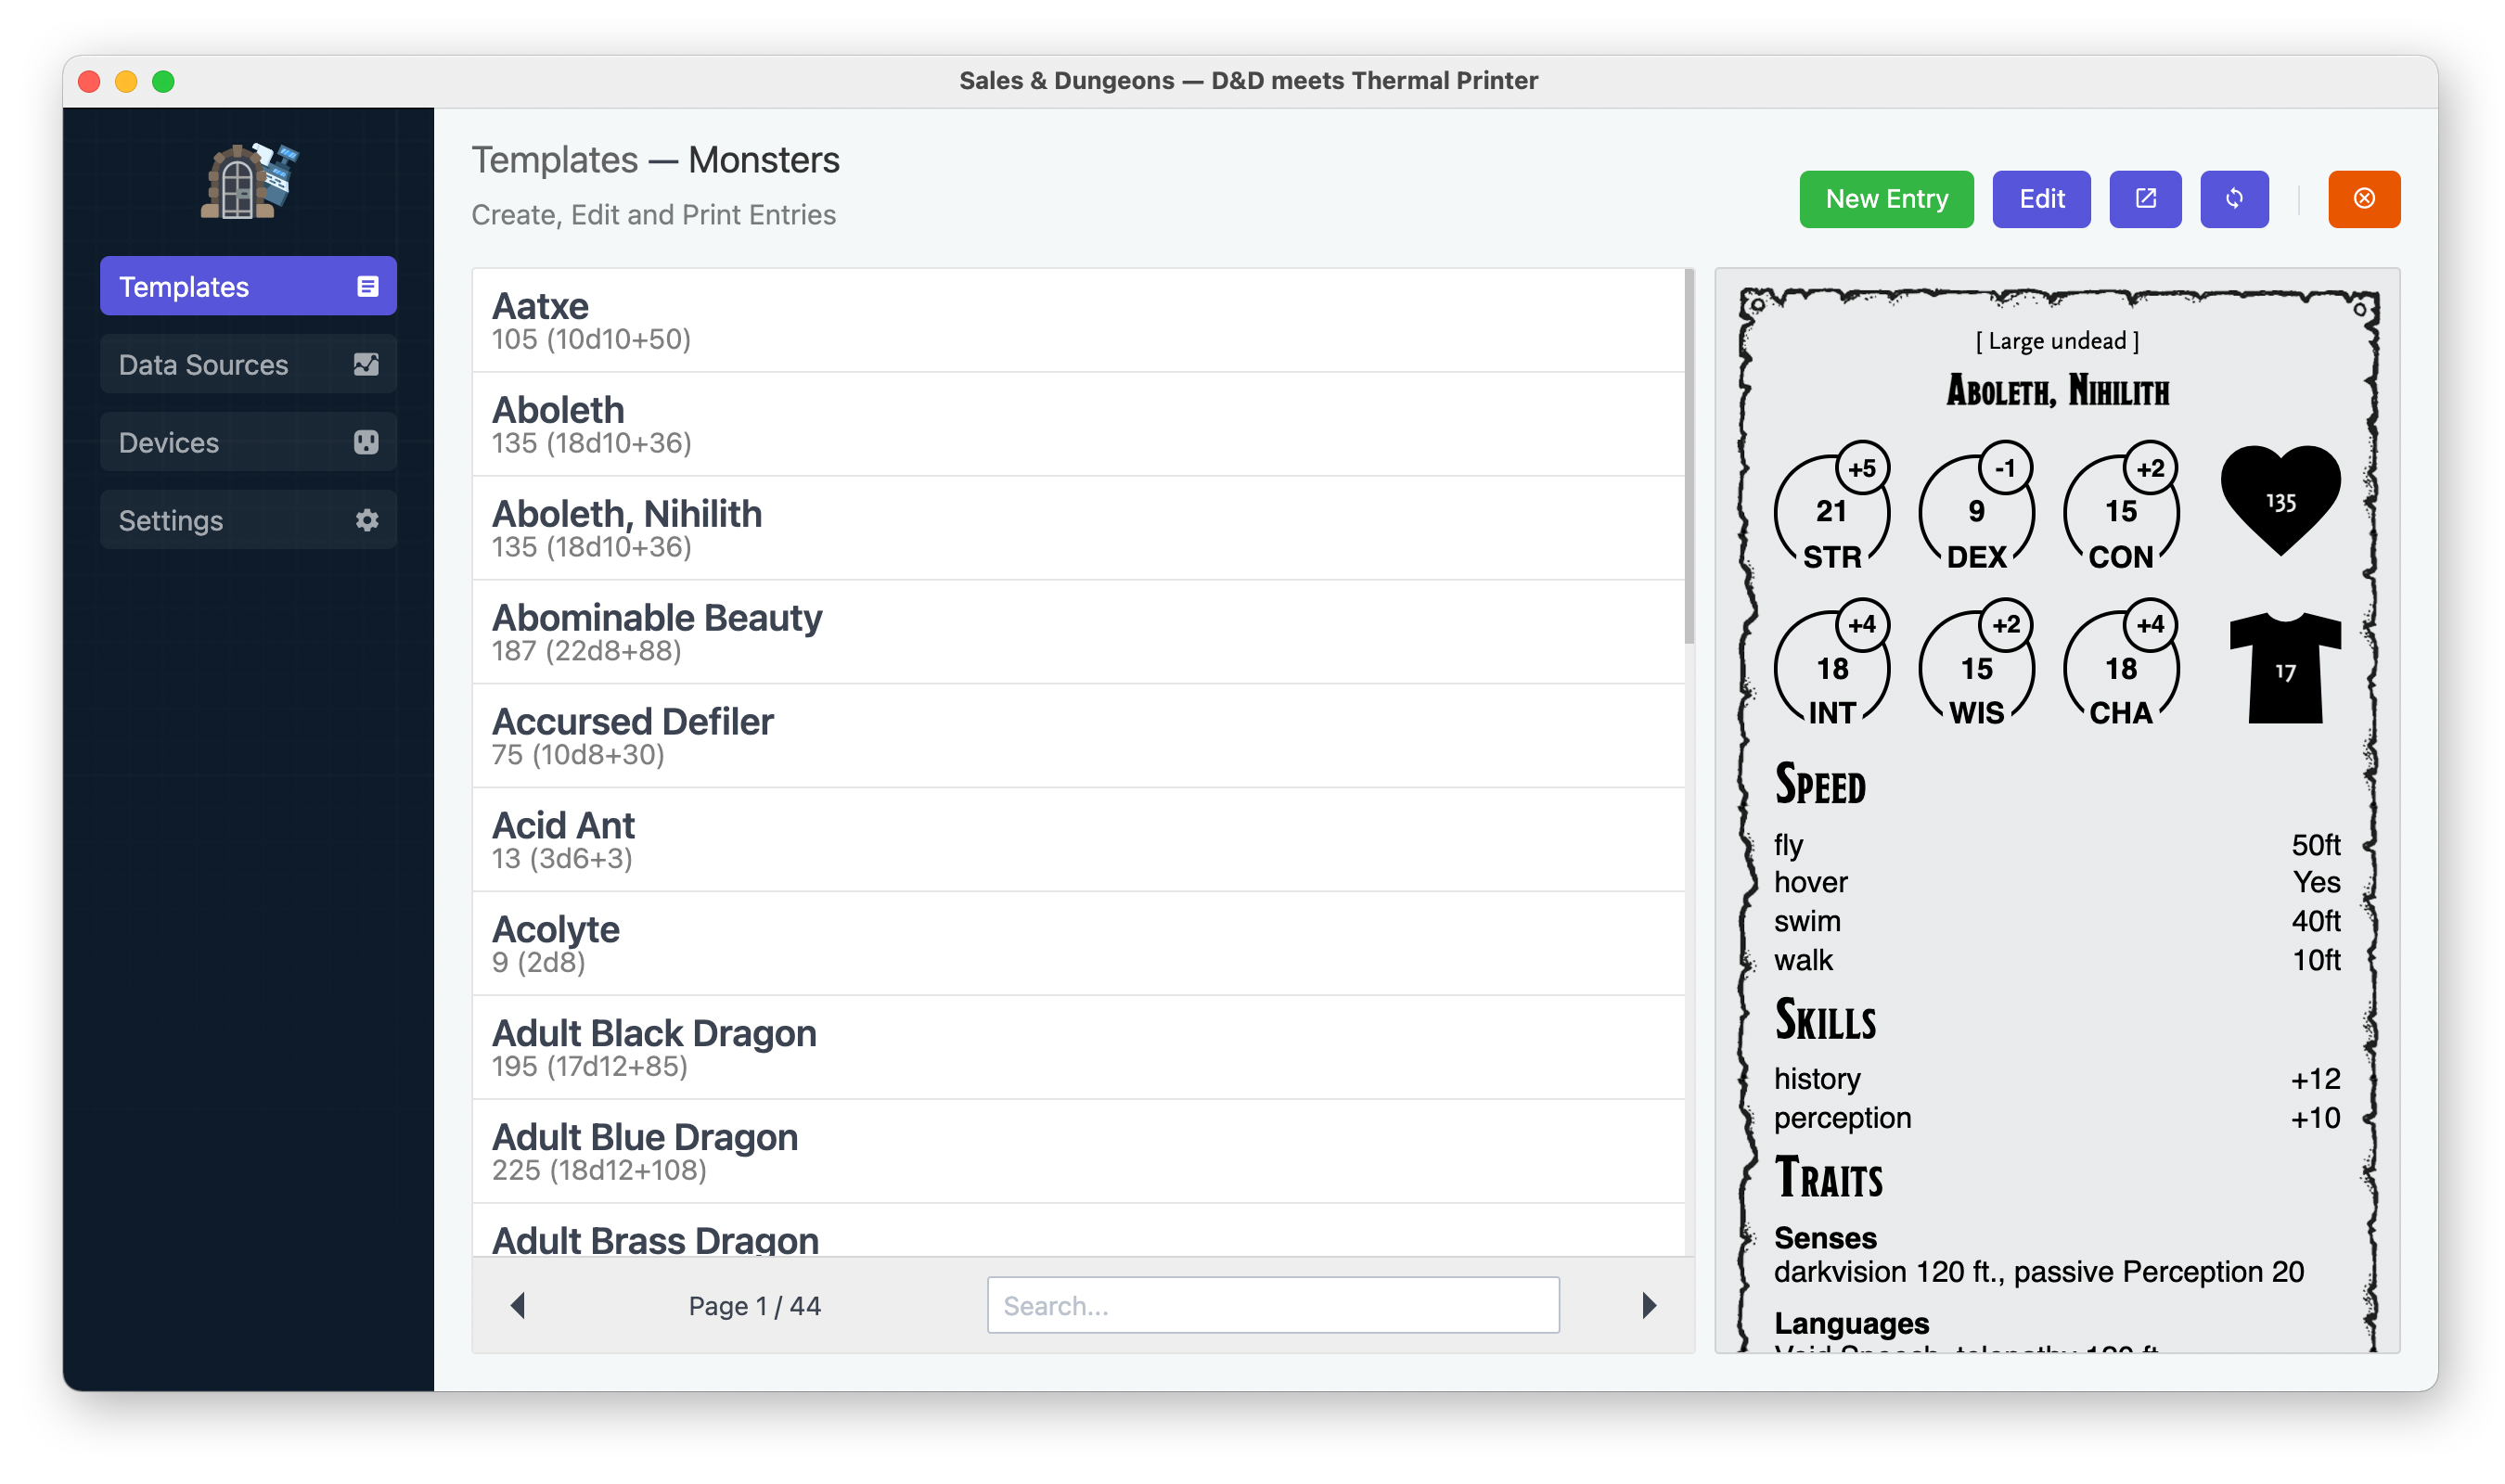 Sales & Dungeons — D&D meets Thermal Printer
Templates
Data Sources
Devices
Settings
Templates — Monsters
Create, Edit and Print Entries
New Entry
Edit
Aatxe
105 (10d10+50)
Aboleth
135 (18d10+36)
Aboleth, Nihilith
135 (18d10+36)
Abominable Beauty
187 (22d8+88)
Accursed Defiler
75 (10d8+30)
Acid Ant
13 (3d6+3)
Acolyte
9 (2d8)
Adult Black Dragon
195 (17d12+85)
Adult Blue Dragon
225 (18d12+108)
Adult Brass Dragon
Page 1 / 44
Search...
[ Large undead ]
Aboleth, Nihilith
+5 -1 +2
21 9 15 135
STR DEX CON
+4 +2 +4
18 15 18 17
INT WIS CHA
Speed
fly 50ft
hover Yes
swim 40ft
walk 10ft
Skills
history +12
perception +10
Traits
Senses
darkvision 120 ft., passive Perception 20
Languages
Void Speech, telepathy 120 ft.